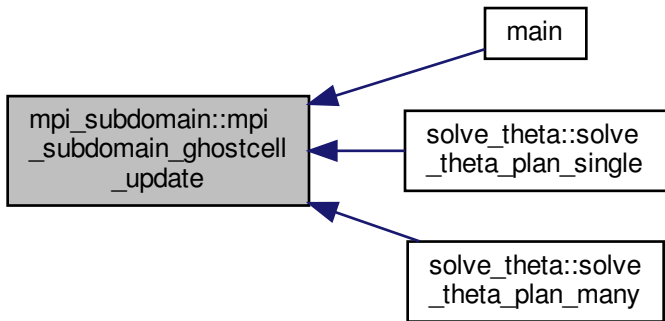 mpi_subdomain::mpi
_subdomain_ghostcell
_update
main
solve_theta::solve
_theta_plan_single
solve_theta::solve
_theta_plan_many